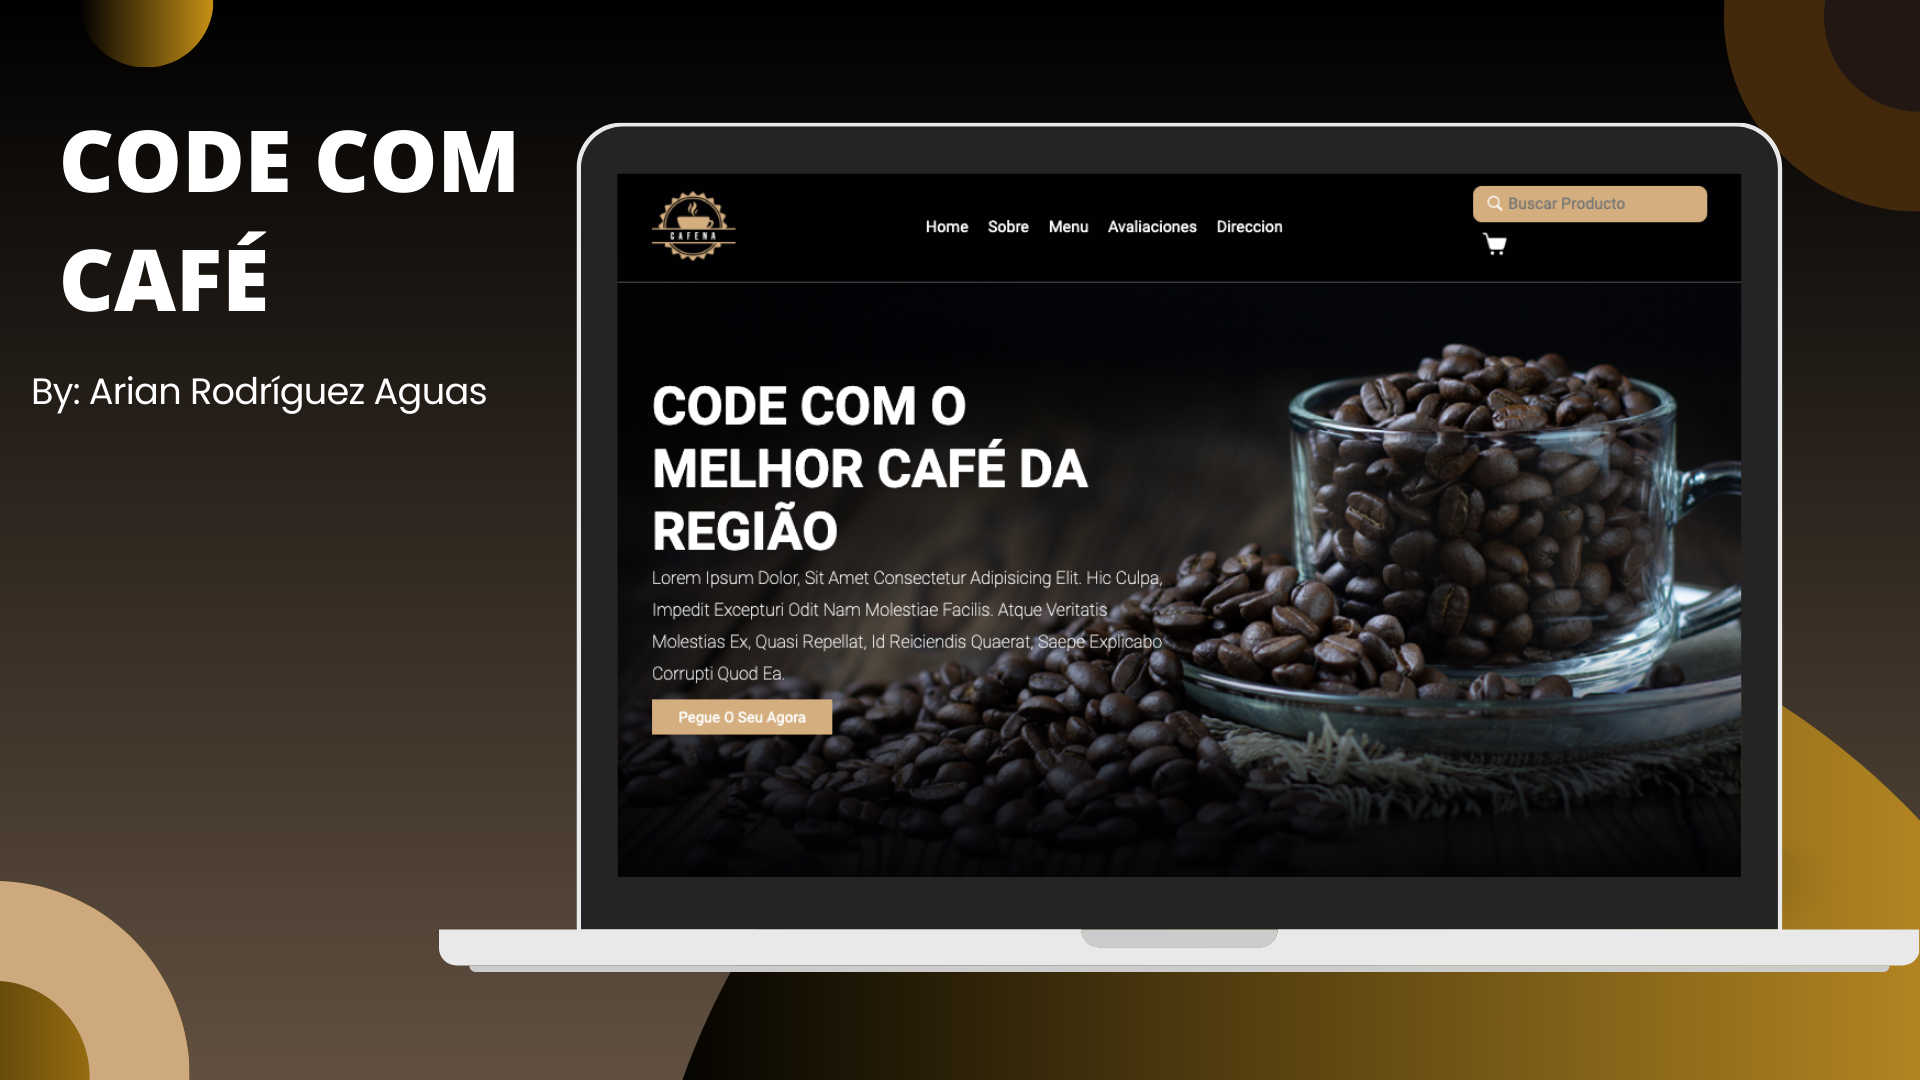 CODE COM
CAFÉ
By: Arian Rodríguez Aguas
CAFENA
Home Sobre Menu Avaliaciones Direccion
Buscar Producto
CODE COM O
MELHOR CAFÉ DA
REGIÃO
Lorem Ipsum Dolor, Sit Amet Consectetur Adipisicing Elit. Hic Culpa,
Impedit Excepturi Odit Nam Molestiae Facilis. Atque Veritatis
Molestias Ex, Quasi Repellat, Id Reiciendis Quaerat, Saepe Explicabo
Corrupti Quod Ea.
Pegue O Seu Agora